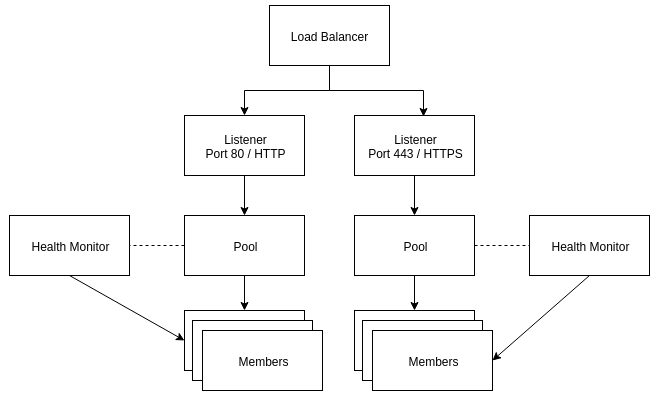 Load Balancer
Listener
Port 80 / HTTP
Listener
Port 443 / HTTPS
Health Monitor
Pool
Pool
Health Monitor
Members
Members